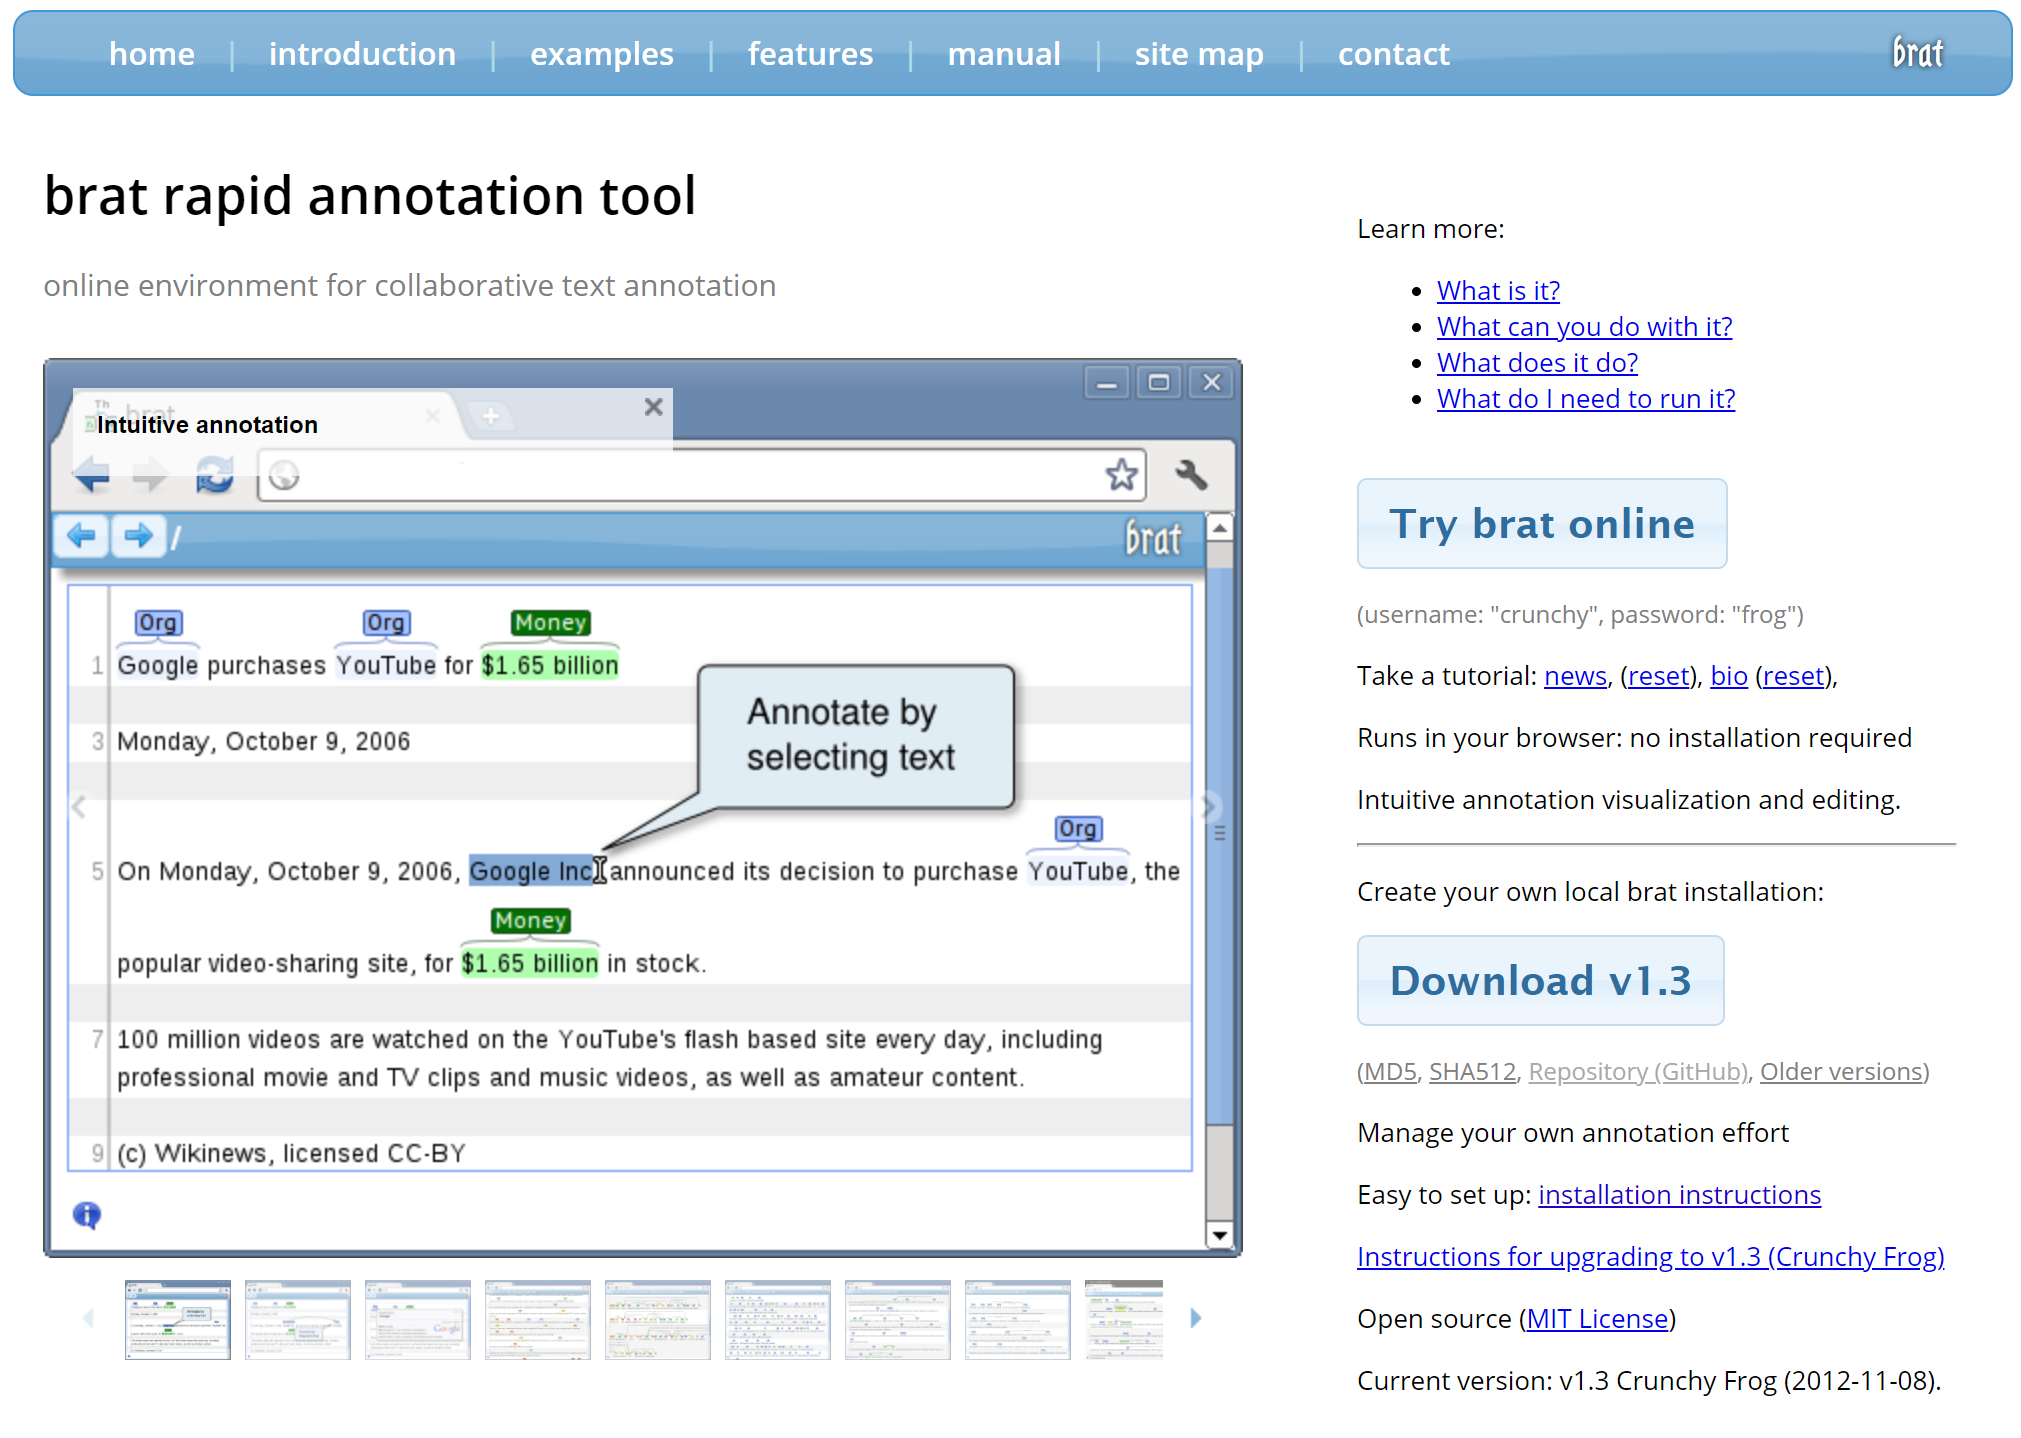 home | introduction | examples | features | manual | site map | contact
brat
brat rapid annotation tool
online environment for collaborative text annotation
brat
Intuitive annotation
/
brat
Org Org Money
1 Google purchases YouTube for $1.65 billion
Annotate by
selecting text
3 Monday, October 9, 2006
Org
5 On Monday, October 9, 2006, Google Inc announced its decision to purchase YouTube, the
Money
popular video-sharing site, for $1.65 billion in stock.
7 100 million videos are watched on the YouTube's flash based site every day, including
professional movie and TV clips and music videos, as well as amateur content.
9 (c) Wikinews, licensed CC-BY
Learn more:
• What is it?
• What can you do with it?
• What does it do?
• What do I need to run it?
Try brat online
(username: "crunchy", password: "frog")
Take a tutorial: news, (reset), bio (reset),
Runs in your browser: no installation required
Intuitive annotation visualization and editing.
Create your own local brat installation:
Download v1.3
(MD5, SHA512, Repository (GitHub), Older versions)
Manage your own annotation effort
Easy to set up: installation instructions
Instructions for upgrading to v1.3 (Crunchy Frog)
Open source (MIT License)
Current version: v1.3 Crunchy Frog (2012-11-08).